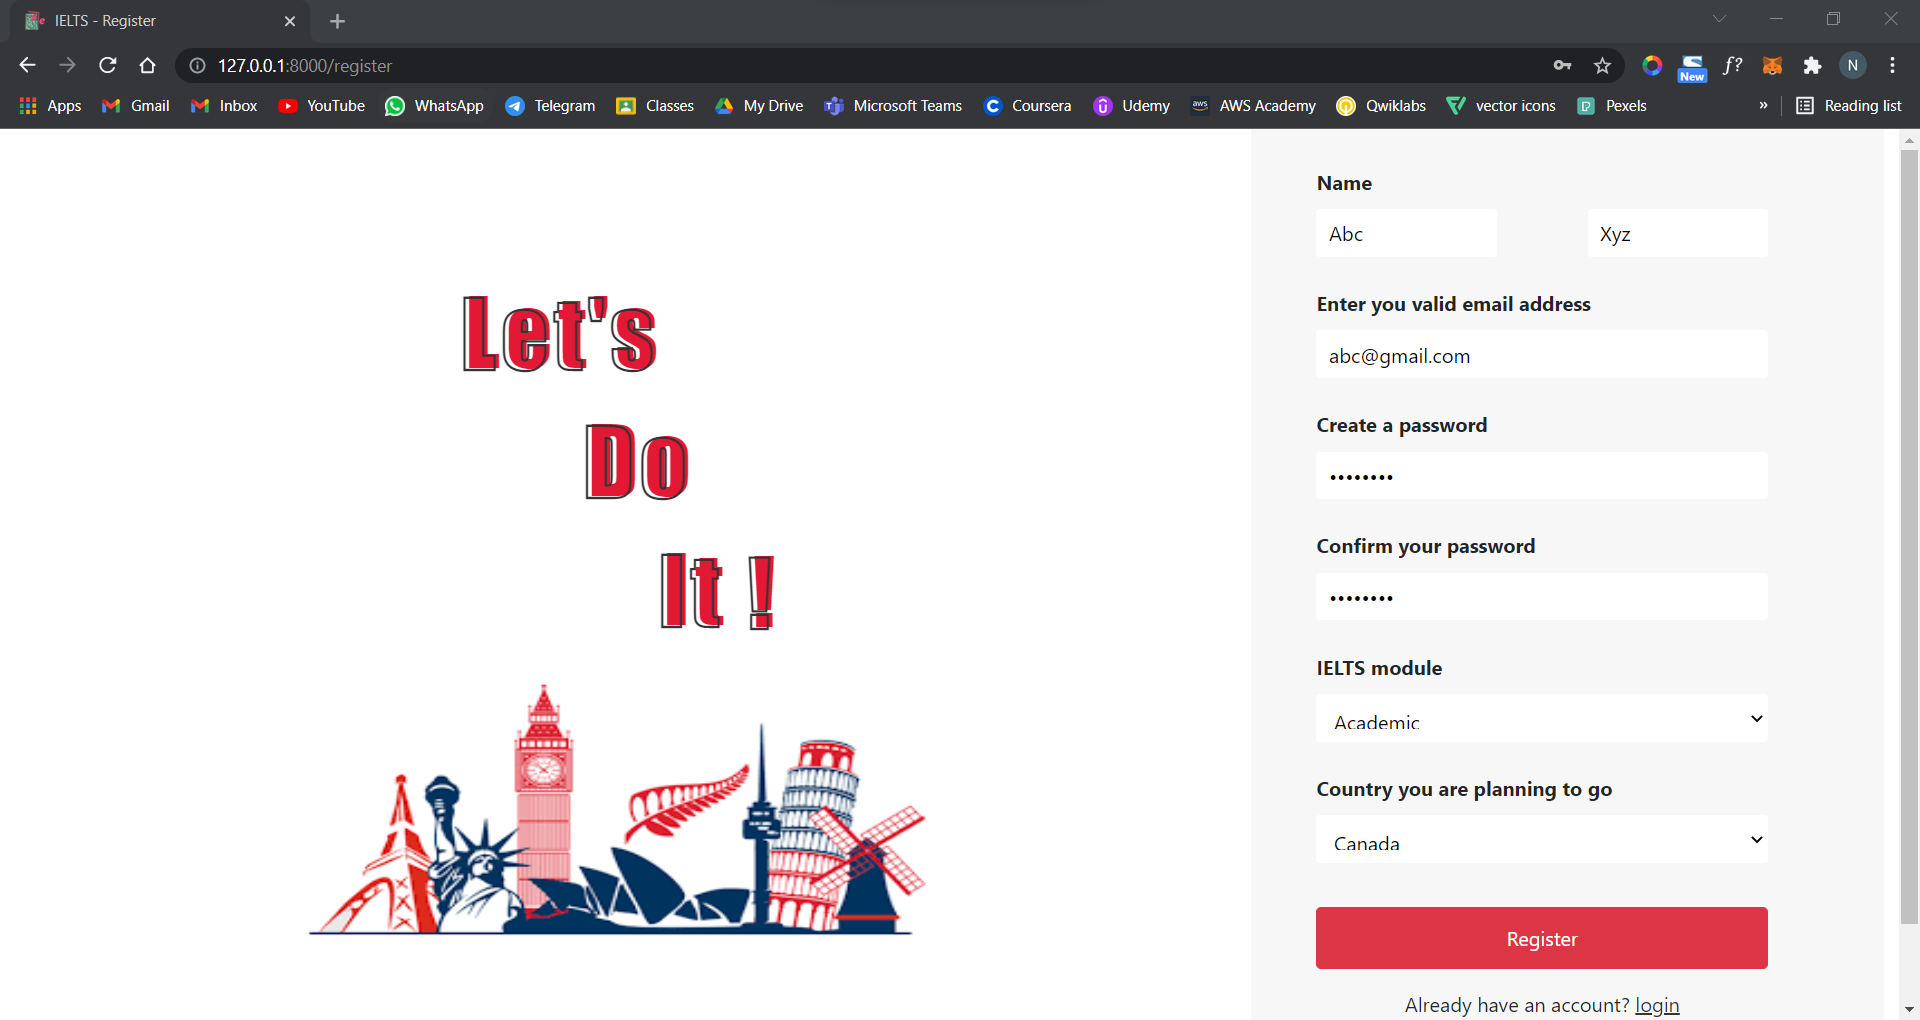 IELTS - Register
127.0.0.1:8000/register
New
f?
N
Apps
Gmail
Inbox
YouTube
WhatsApp
Telegram
Classes
My Drive
Microsoft Teams
Coursera
Udemy
aws
AWS Academy
Qwiklabs
vector icons
Pexels
»
Reading list
Let's
Do
It !
Name
Abc
Xyz
Enter you valid email address
abc@gmail.com
Create a password
••••••••
Confirm your password
••••••••
IELTS module
Academic
Country you are planning to go
Canada
Register
Already have an account? login